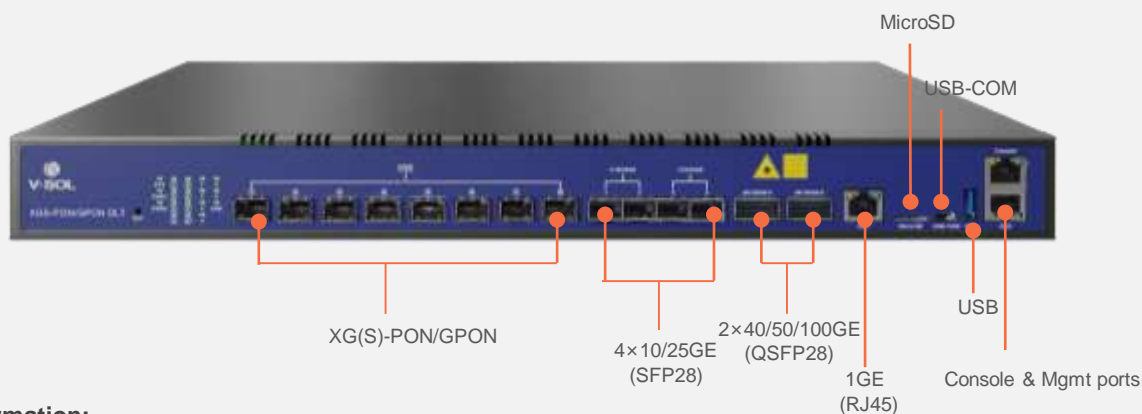 MicroSD
USB-COM
V·SOL
XGS-PON/GPON OLT
XG(S)-PON/GPON
4×10/25GE
(SFP28)
2×40/50/100GE
(QSFP28)
1GE
(RJ45)
USB
Console & Mgmt ports
rmation: